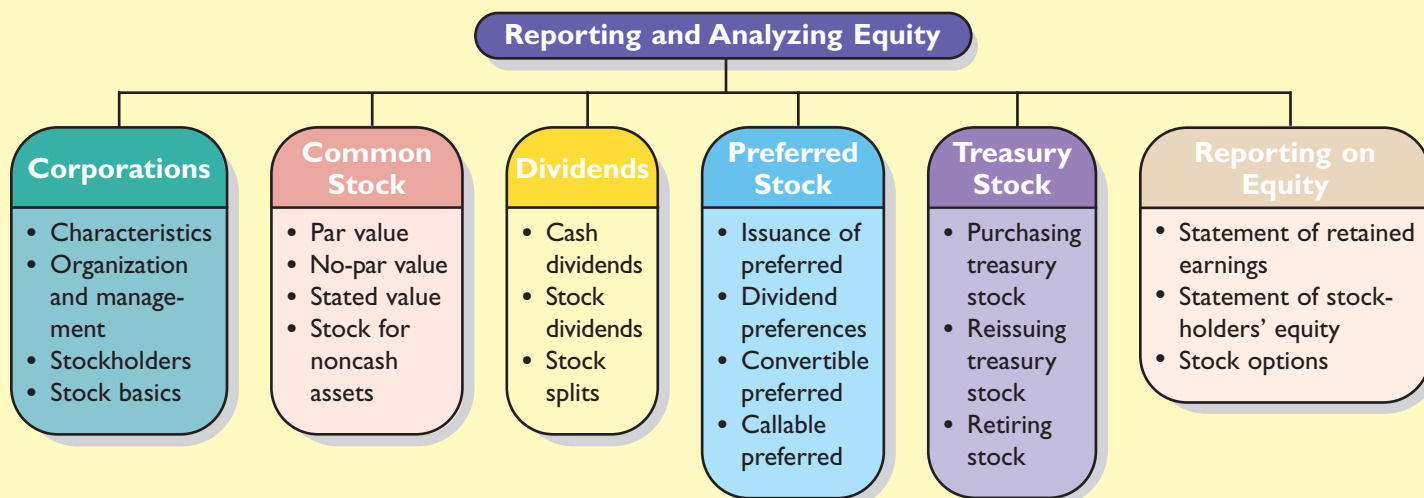 Reporting and Analyzing Equity
Corporations
• Characteristics
• Organization
and manage-
ment
• Stockholders
• Stock basics
Common
Stock
• Par value
• No-par value
• Stated value
• Stock for
noncash
assets
Dividends
• Cash
dividends
• Stock
dividends
• Stock
splits
Preferred
Stock
• Issuance of
preferred
• Dividend
preferences
• Convertible
preferred
• Callable
preferred
Treasury
Stock
• Purchasing
treasury
stock
• Reissuing
treasury
stock
• Retiring
stock
Reporting on
Equity
• Statement of retained
earnings
• Statement of stock-
holders’ equity
• Stock options